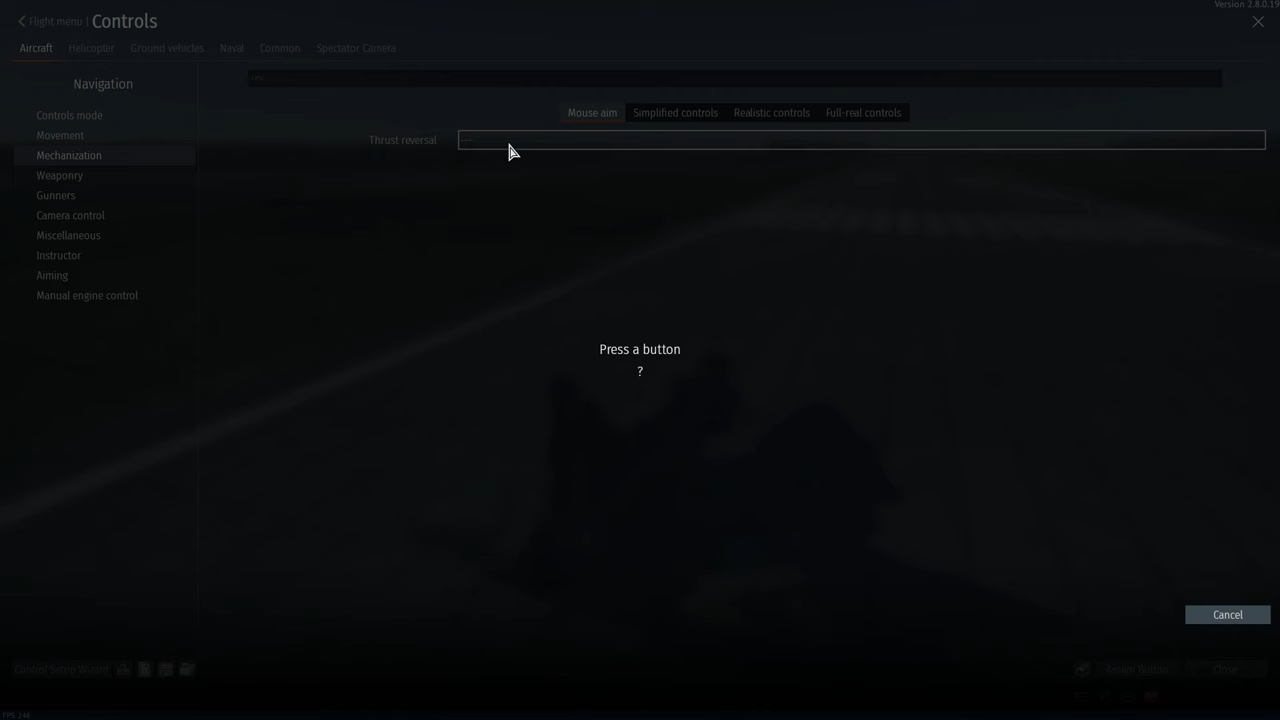 Version 2.8.0.19
Flight menu | Controls
Aircraft Helicopter Ground vehicles Naval Common Spectator Camera
Navigation
Controls mode
Movement
Mechanization
Weaponry
Gunners
Camera control
Miscellaneous
Instructor
Aiming
Manual engine control
Mouse aim Simplified controls Realistic controls Full-real controls
Thrust reversal ---
Press a button
?
Cancel
Control Setup Wizard Assign Button Close
FPS: 248